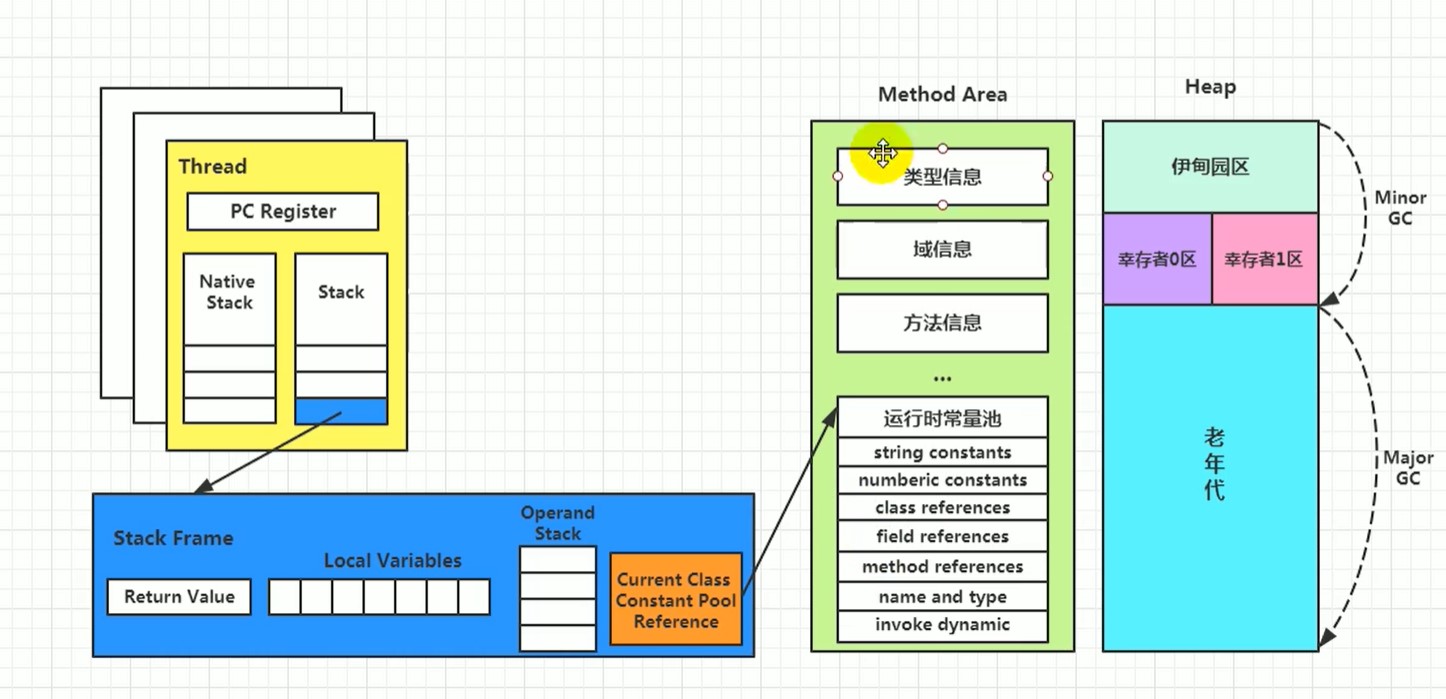 Method Area
Heap
Thread
PC Register
Native
Stack
Stack
Stack Frame
Return Value
Local Variables
Operand
Stack
Current Class
Constant Pool
Reference
类型信息
域信息
方法信息
...
运行时常量池
string constants
numberic constants
class references
field references
method references
name and type
invoke dynamic
伊甸园区
幸存者0区
幸存者1区
老
年
代
Minor
GC
Major
GC